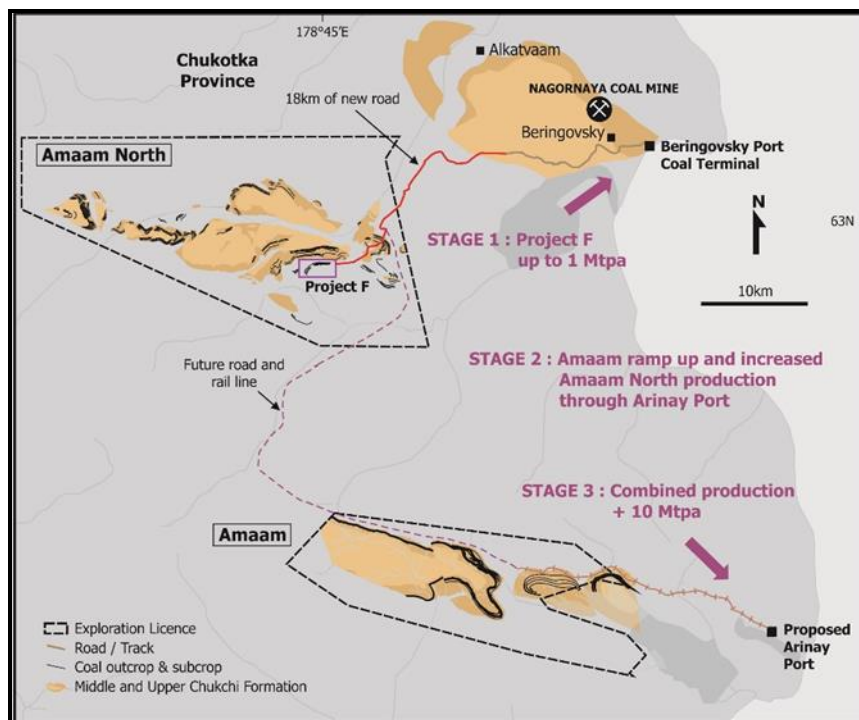 178°45'E
Chukotka
Province
Alkatvaam
18km of new road
NAGORNAYA COAL MINE
Beringovsky
Beringovsky Port
Coal Terminal
Amaam North
N
63N
STAGE 1 : Project F
up to 1 Mtpa
Project F
10km
Future road and
rail line
STAGE 2 : Amaam ramp up and increased
Amaam North production
through Arinay Port
STAGE 3 : Combined production
+ 10 Mtpa
Amaam
Exploration Licence
Road / Track
Coal outcrop & subcrop
Middle and Upper Chukchi Formation
Proposed
Arinay
Port